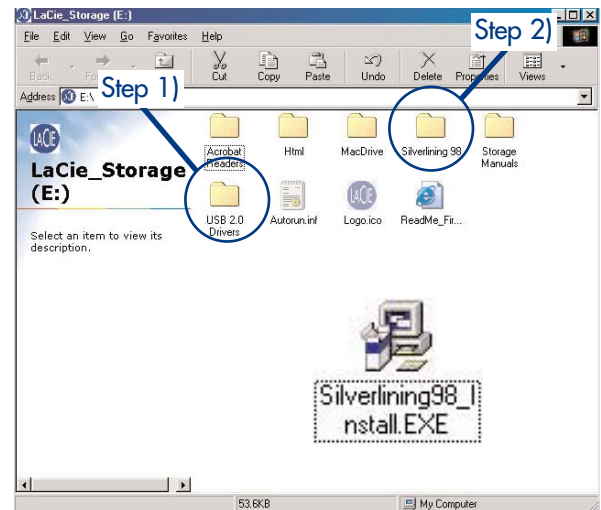 LaCie_Storage (E:)
File Edit View Go Favorites Help
Step 2)
Back Cut Copy Paste Undo Delete Properties Views
Step 1)
Address E:\
LACIE
LaCie_Storage
(E:)
Select an item to view its
description.
Acrobat
Readers
Html
MacDrive
Silverlining 98
Storage
Manuals
USB 2.0
Drivers
Autorun.inf
LACIE
Logo.ico
ReadMe_Fir...
Silverlining98_I
nstall.EXE
53.6KB My Computer